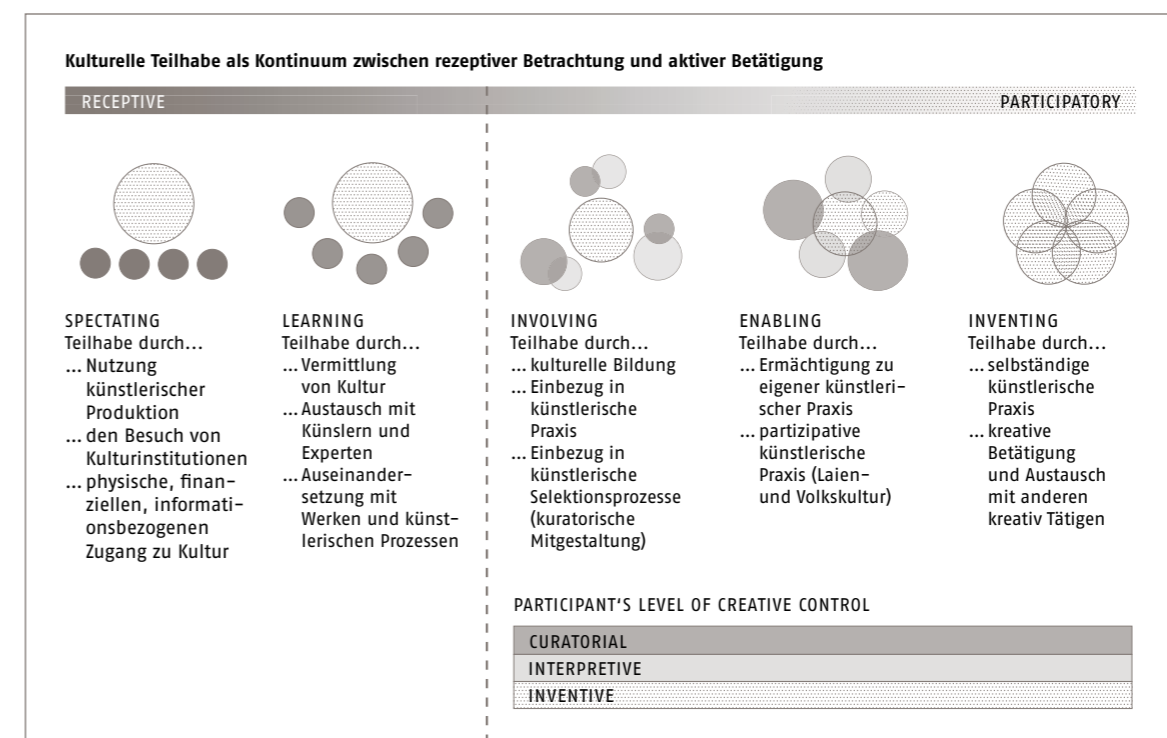 Kulturelle Teilhabe als Kontinuum zwischen rezeptiver Betrachtung und aktiver Betätigung
RECEPTIVE
PARTICIPATORY
SPECTATING
Teilhabe durch...
... Nutzung
künstlerischer
Produktion
... den Besuch von
Kulturinstitutionen
... physische, finan-
ziellen, informati-
onsbezogenen
Zugang zu Kultur
LEARNING
Teilhabe durch...
... Vermittlung
von Kultur
... Austausch mit
Künslern und
Experten
... Auseinander-
setzung mit
Werken und künst-
lerischen Prozessen
INVOLVING
Teilhabe durch...
... kulturelle Bildung
... Einbezug in
künstlerische
Praxis
... Einbezug in
künstlerische
Selektionsprozesse
(kuratorische
Mitgestaltung)
ENABLING
Teilhabe durch...
... Ermächtigung zu
eigener künstleri-
scher Praxis
... partizipative
künstlerische
Praxis (Laien-
und Volkskultur)
INVENTING
Teilhabe durch...
... selbständige
künstlerische
Praxis
... kreative
Betätigung
und Austausch
mit anderen
kreativ Tätigen
PARTICIPANT'S LEVEL OF CREATIVE CONTROL
CURATORIAL
INTERPRETIVE
INVENTIVE